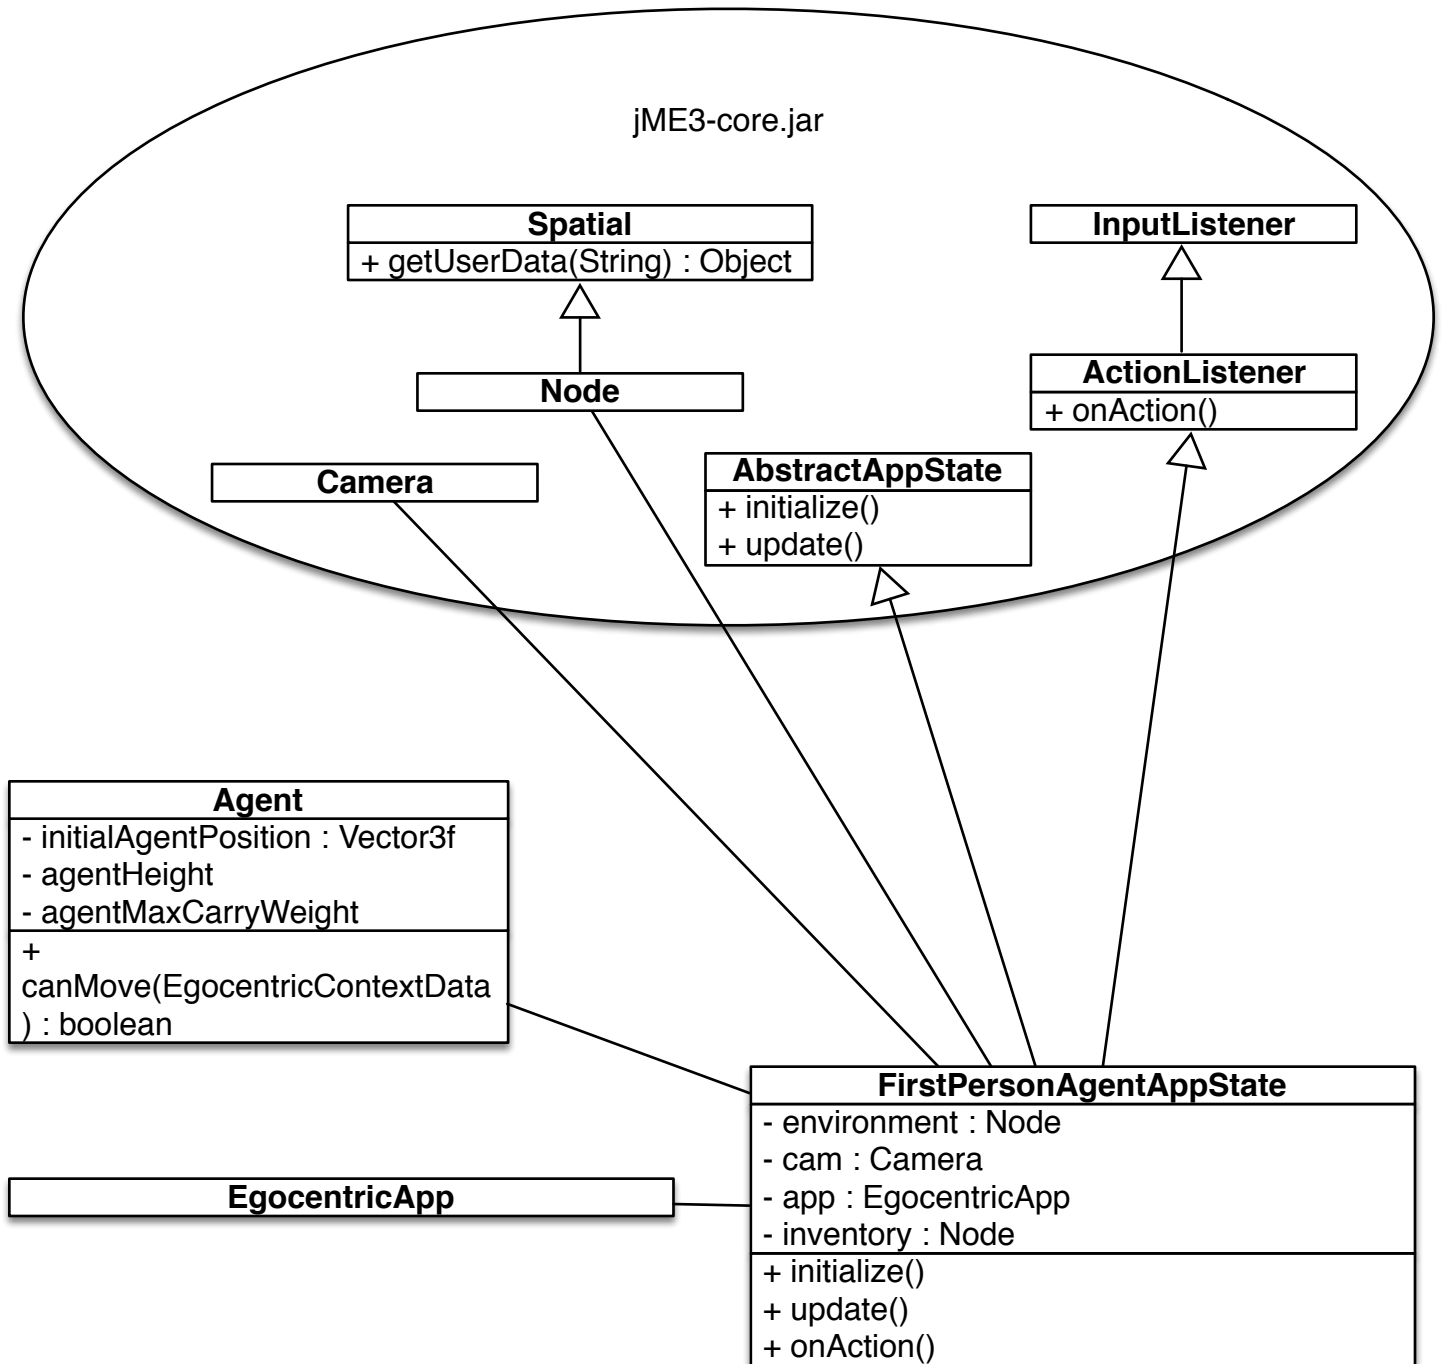 jME3-core.jar
Spatial
+ getUserData(String) : Object
InputListener
Node
ActionListener
+ onAction()
Camera
AbstractAppState
+ initialize()
+ update()
Agent
- initialAgentPosition : Vector3f
- agentHeight
- agentMaxCarryWeight
+
canMove(EgocentricContextData
) : boolean
EgocentricApp
FirstPersonAgentAppState
- environment : Node
- cam : Camera
- app : EgocentricApp
- inventory : Node
+ initialize()
+ update()
+ onAction()